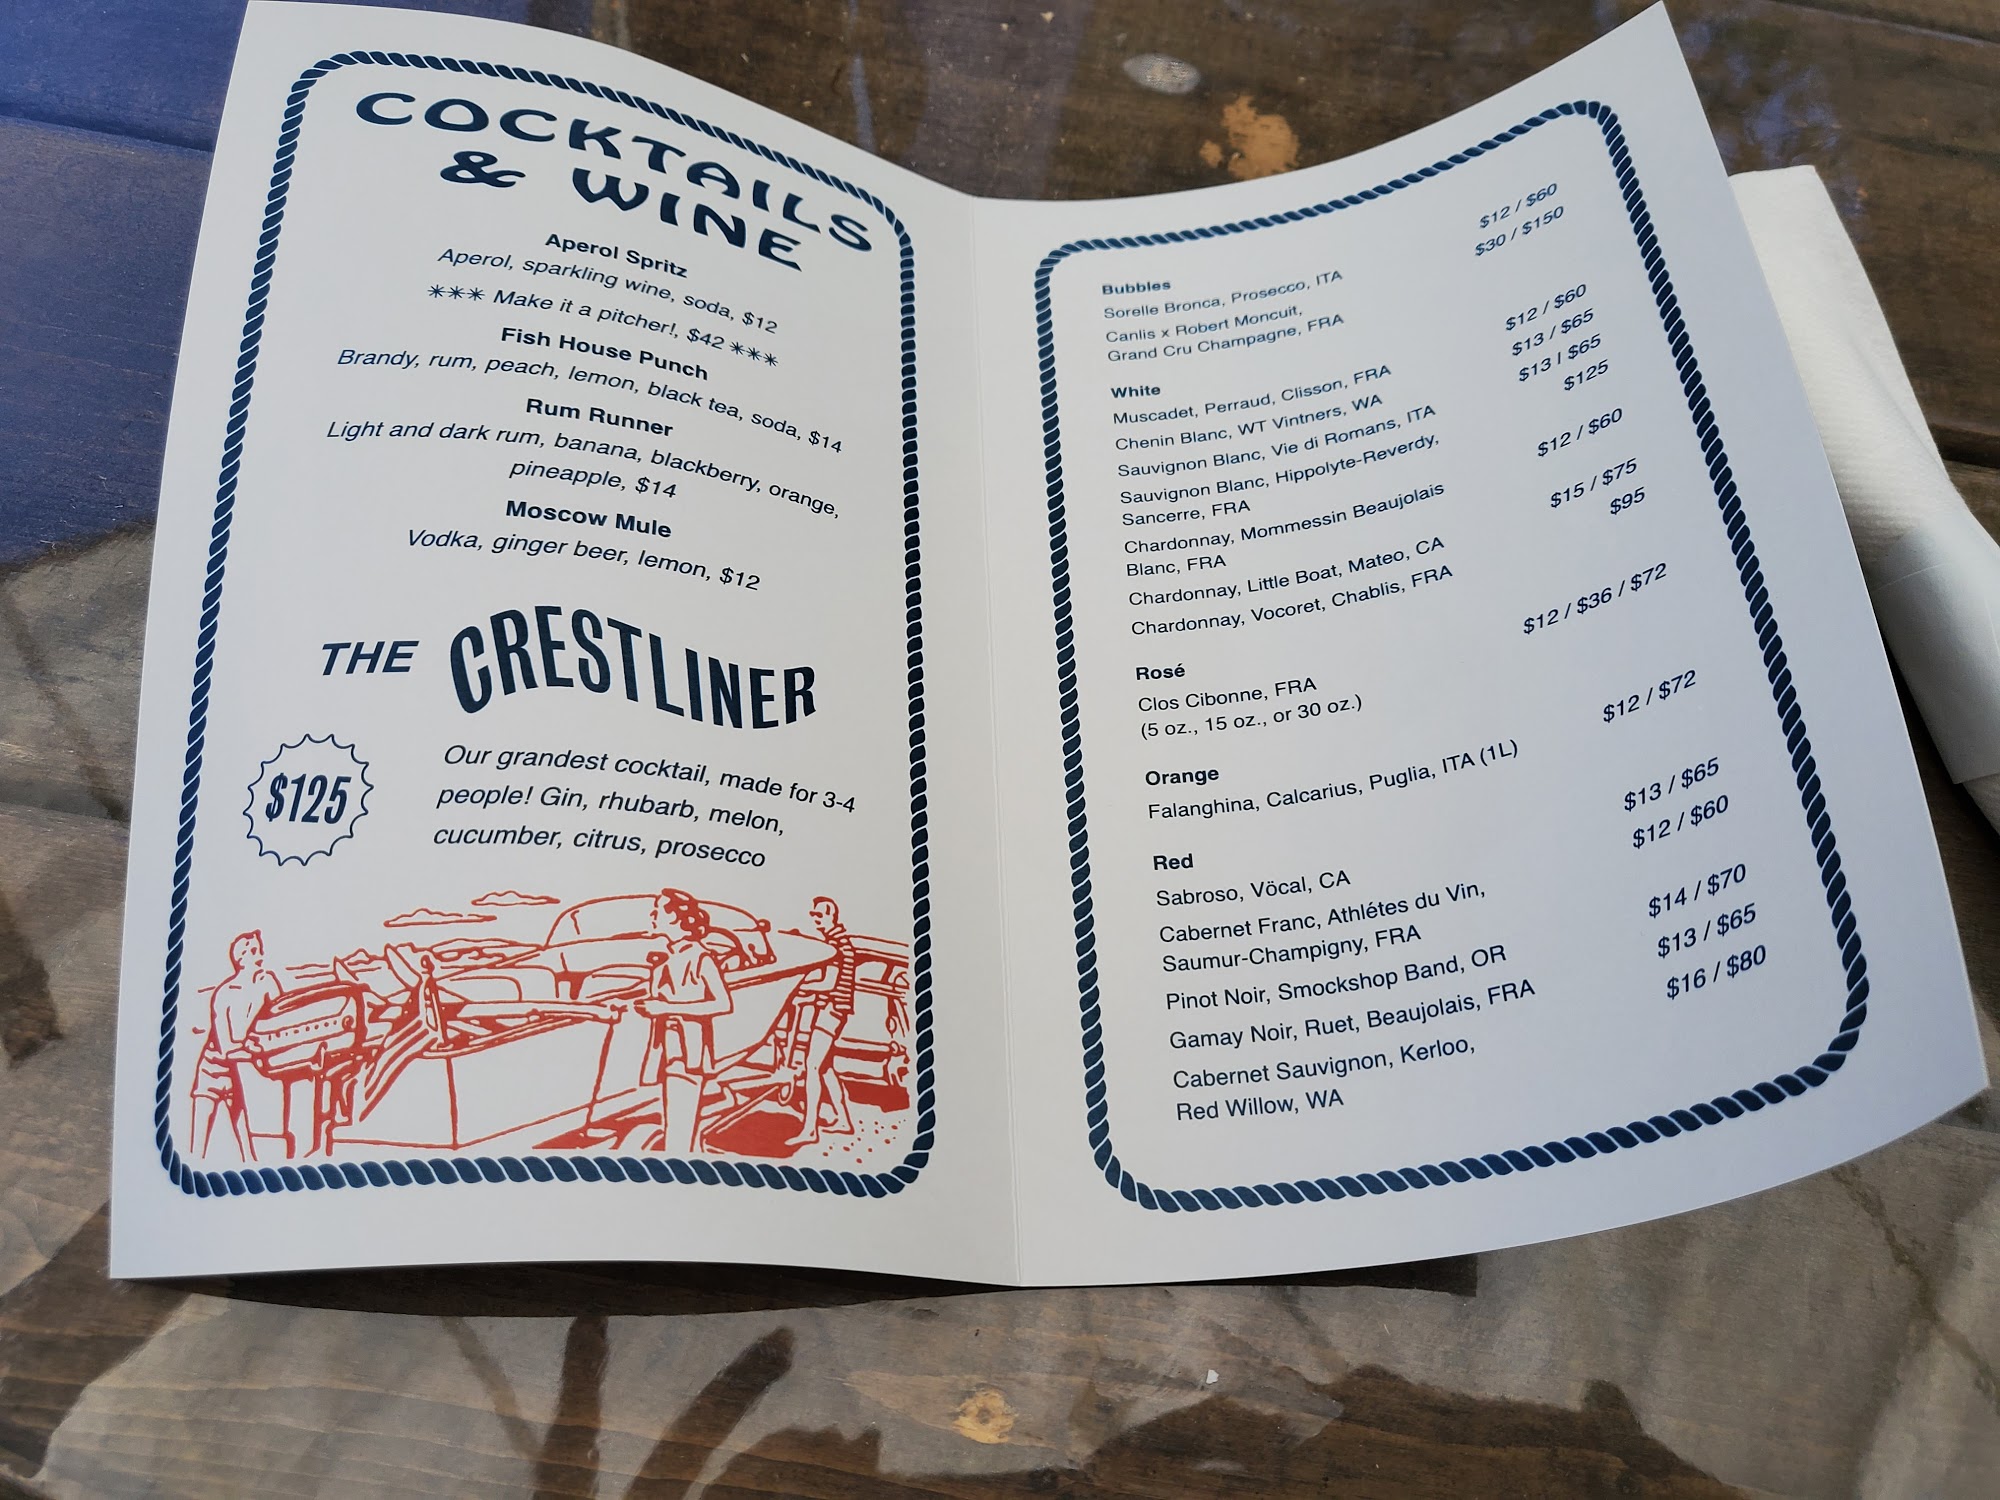 COCKTAILS
& WINE
Aperol Spritz
Aperol, sparkling wine, soda, $12
✳✳✳ Make it a pitcher!, $42 ✳✳✳
Fish House Punch
Brandy, rum, peach, lemon, black tea, soda, $14
Rum Runner
Light and dark rum, banana, blackberry, orange,
pineapple, $14
Moscow Mule
Vodka, ginger beer, lemon, $12
THE CRESTLINER
$125
Our grandest cocktail, made for 3-4
people! Gin, rhubarb, melon,
cucumber, citrus, prosecco
Bubbles
Sorelle Bronca, Prosecco, ITA $12 / $60
Canlis x Robert Moncuit, $30 / $150
Grand Cru Champagne, FRA
White
Muscadet, Perraud, Clisson, FRA $12 / $60
Chenin Blanc, WT Vintners, WA $13 / $65
Sauvignon Blanc, Vie di Romans, ITA $13 I $65
Sauvignon Blanc, Hippolyte-Reverdy, $125
Sancerre, FRA
Chardonnay, Mommessin Beaujolais $12 / $60
Blanc, FRA
Chardonnay, Little Boat, Mateo, CA $15 / $75
Chardonnay, Vocoret, Chablis, FRA $95
Rosé
Clos Cibonne, FRA $12 / $36 / $72
(5 oz., 15 oz., or 30 oz.)
Orange
Falanghina, Calcarius, Puglia, ITA (1L) $12 / $72
Red
Sabroso, Vöcal, CA $13 / $65
Cabernet Franc, Athlétes du Vin, $12 / $60
Saumur-Champigny, FRA
Pinot Noir, Smockshop Band, OR $14 / $70
Gamay Noir, Ruet, Beaujolais, FRA $13 / $65
Cabernet Sauvignon, Kerloo, $16 / $80
Red Willow, WA